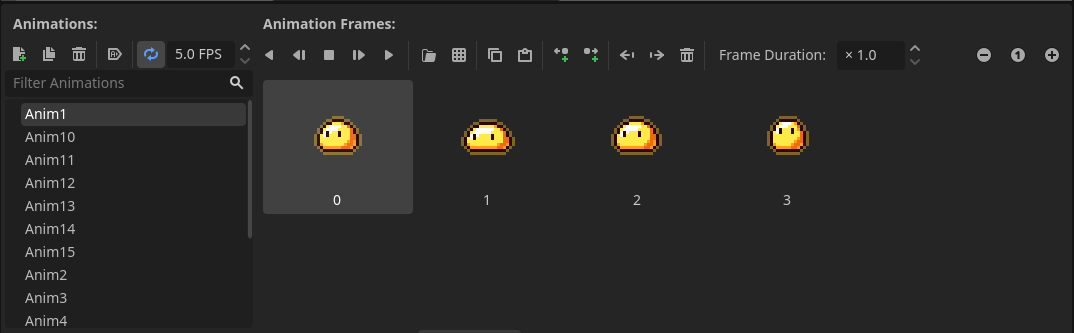 Animations:
Animation Frames:
5.0 FPS
Frame Duration:
× 1.0
1
Filter Animations
Anim1
Anim10
Anim11
Anim12
Anim13
Anim14
Anim15
Anim2
Anim3
Anim4
0
1
2
3